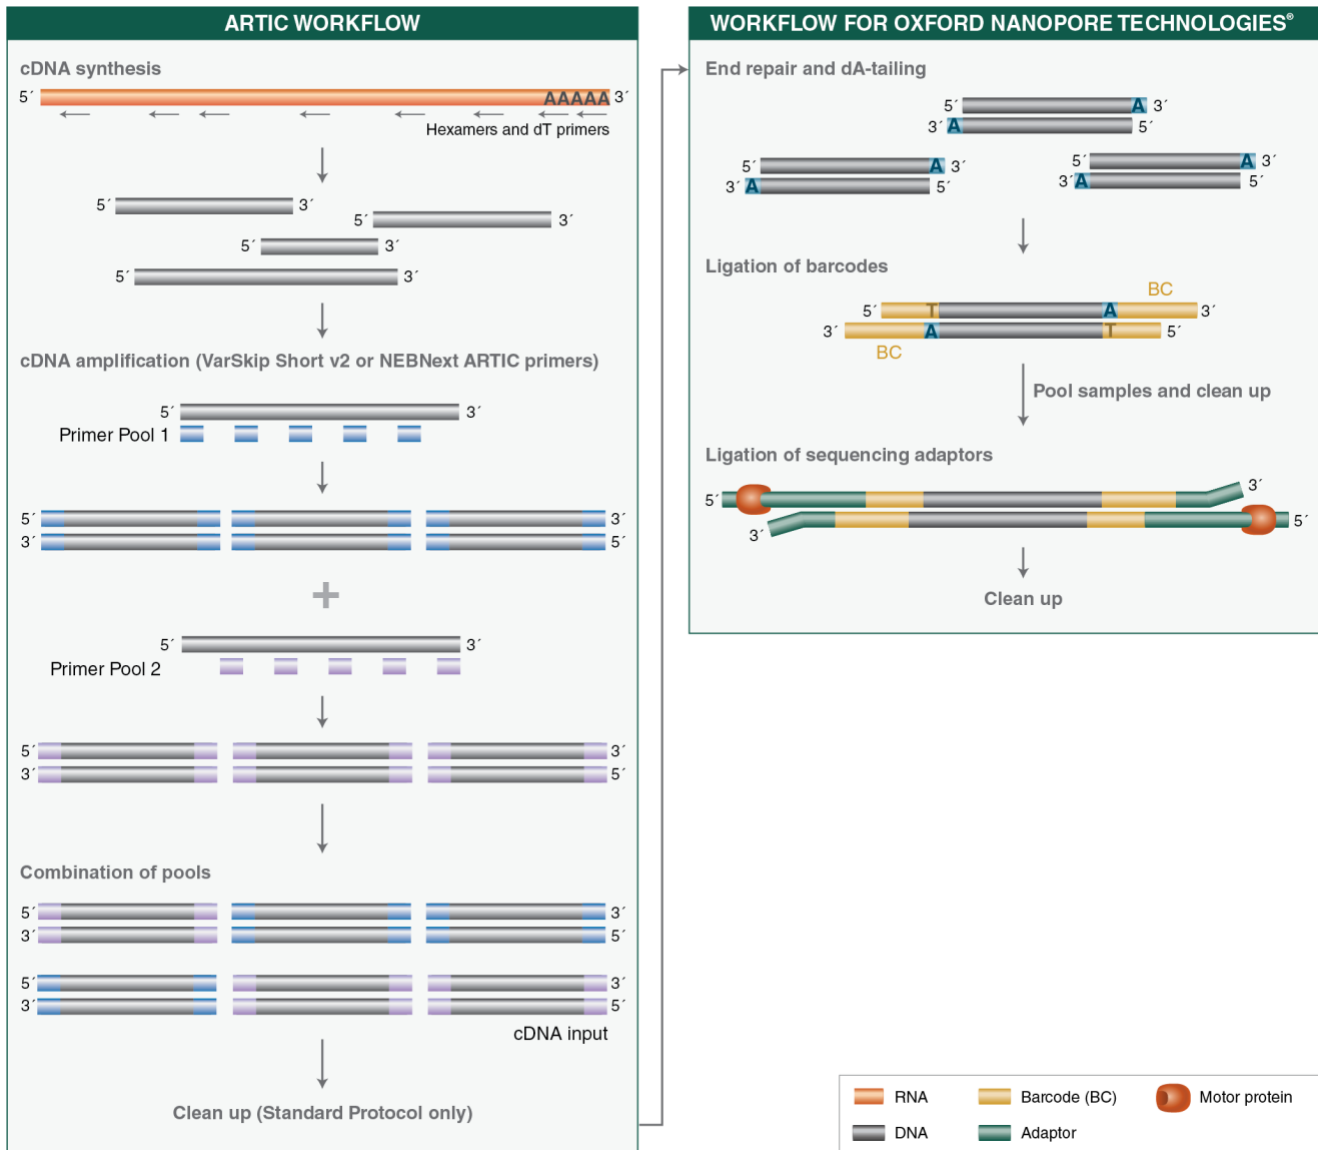 ARTIC WORKFLOW
cDNA synthesis
5´ AAAAA 3´
Hexamers and dT primers
5´ 3´
5´ 3´
5´ 3´
5´ 3´
cDNA amplification (VarSkip Short v2 or NEBNext ARTIC primers)
5´ 3´
Primer Pool 1
5´ 3´
3´ 5´
+
5´ 3´
Primer Pool 2
5´ 3´
3´ 5´
Combination of pools
5´ 3´
3´ 5´
5´ 3´
3´ 5´
cDNA input
Clean up (Standard Protocol only)
WORKFLOW FOR OXFORD NANOPORE TECHNOLOGIES®
End repair and dA-tailing
5´ A 3´
3´ A 5´
5´ A 3´
3´ A 5´
5´ A 3´
3´ A 5´
Ligation of barcodes
BC
5´ T A 3´
3´ A T 5´
BC
Pool samples and clean up
Ligation of sequencing adaptors
5´ 3´
3´ 5´
Clean up
RNA Barcode (BC) Motor protein
DNA Adaptor